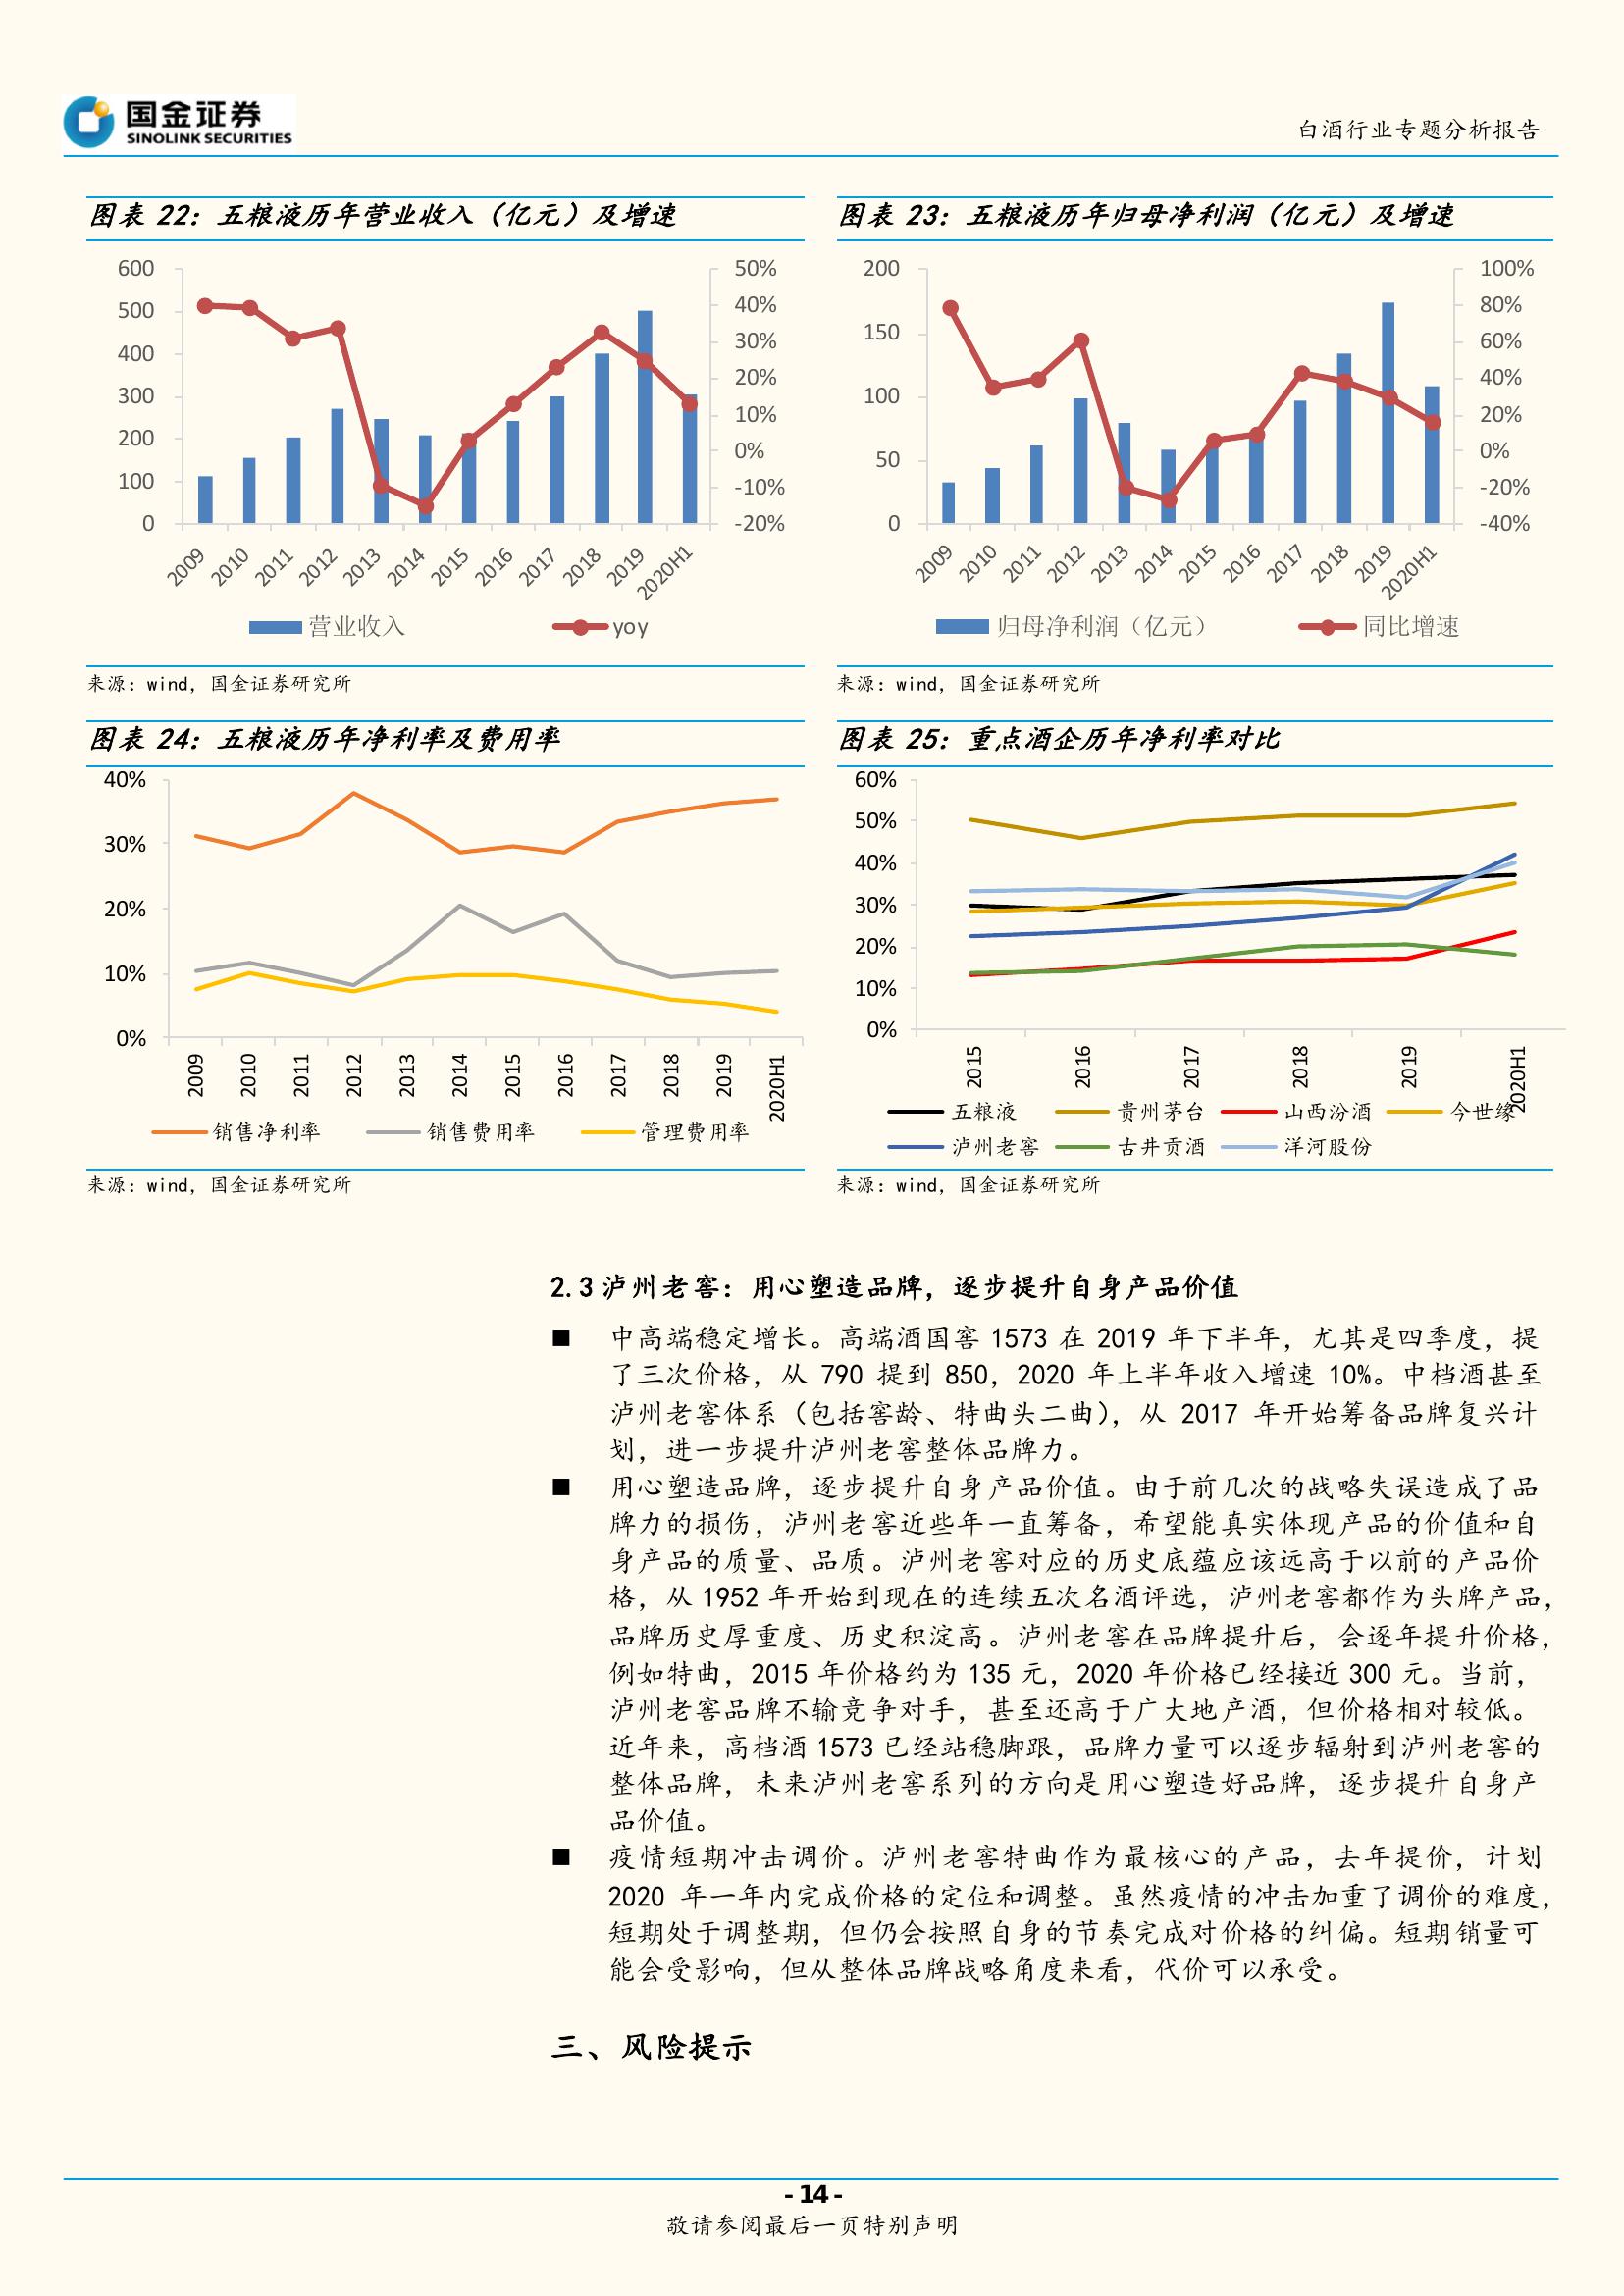 国金证券
SINOLINK SECURITIES
白酒行业专题分析报告
图表 22：五粮液历年营业收入（亿元）及增速
600
500
400
300
200
100
0
50%
40%
30%
20%
10%
0%
-10%
-20%
2009
2010
2011
2012
2013
2014
2015
2016
2017
2018
2019
2020H1
营业收入
yoy
来源：wind，国金证券研究所
图表 23：五粮液历年归母净利润（亿元）及增速
200
150
100
50
0
100%
80%
60%
40%
20%
0%
-20%
-40%
2009
2010
2011
2012
2013
2014
2015
2016
2017
2018
2019
2020H1
归母净利润（亿元）
同比增速
来源：wind，国金证券研究所
图表 24：五粮液历年净利率及费用率
40%
30%
20%
10%
0%
2009
2010
2011
2012
2013
2014
2015
2016
2017
2018
2019
2020H1
销售净利率
销售费用率
管理费用率
来源：wind，国金证券研究所
图表 25：重点酒企历年净利率对比
60%
50%
40%
30%
20%
10%
0%
2015
2016
2017
2018
2019
2020H1
五粮液
贵州茅台
山西汾酒
今世缘
泸州老窖
古井贡酒
洋河股份
来源：wind，国金证券研究所
2.3 泸州老窖：用心塑造品牌，逐步提升自身产品价值
■ 中高端稳定增长。高端酒国窖 1573 在 2019 年下半年，尤其是四季度，提
了三次价格，从 790 提到 850，2020 年上半年收入增速 10%。中档酒甚至
泸州老窖体系（包括窖龄、特曲头二曲），从 2017 年开始筹备品牌复兴计
划，进一步提升泸州老窖整体品牌力。
■ 用心塑造品牌，逐步提升自身产品价值。由于前几次的战略失误造成了品
牌力的损伤，泸州老窖近些年一直筹备，希望能真实体现产品的价值和自
身产品的质量、品质。泸州老窖对应的历史底蕴应该远高于以前的产品价
格，从 1952 年开始到现在的连续五次名酒评选，泸州老窖都作为头牌产品，
品牌历史厚重度、历史积淀高。泸州老窖在品牌提升后，会逐年提升价格，
例如特曲，2015 年价格约为 135 元，2020 年价格已经接近 300 元。当前，
泸州老窖品牌不输竞争对手，甚至还高于广大地产酒，但价格相对较低。
近年来，高档酒 1573 已经站稳脚跟，品牌力量可以逐步辐射到泸州老窖的
整体品牌，未来泸州老窖系列的方向是用心塑造好品牌，逐步提升自身产
品价值。
■ 疫情短期冲击调价。泸州老窖特曲作为最核心的产品，去年提价，计划
2020 年一年内完成价格的定位和调整。虽然疫情的冲击加重了调价的难度，
短期处于调整期，但仍会按照自身的节奏完成对价格的纠偏。短期销量可
能会受影响，但从整体品牌战略角度来看，代价可以承受。
三、风险提示
- 14 -
敬请参阅最后一页特别声明